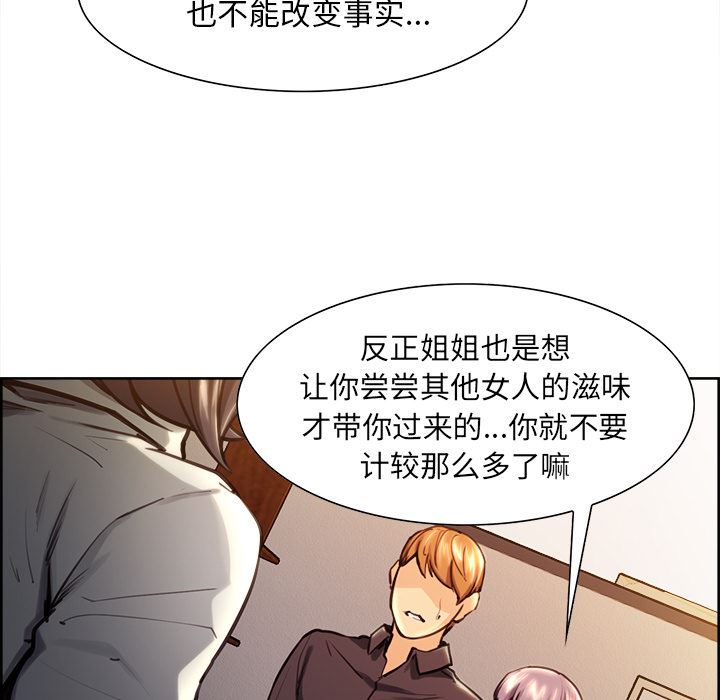 也不能改变事实...
反正姐姐也是想
让你尝尝其他女人的滋味
才带你过来的...你就不要
计较那么多了嘛